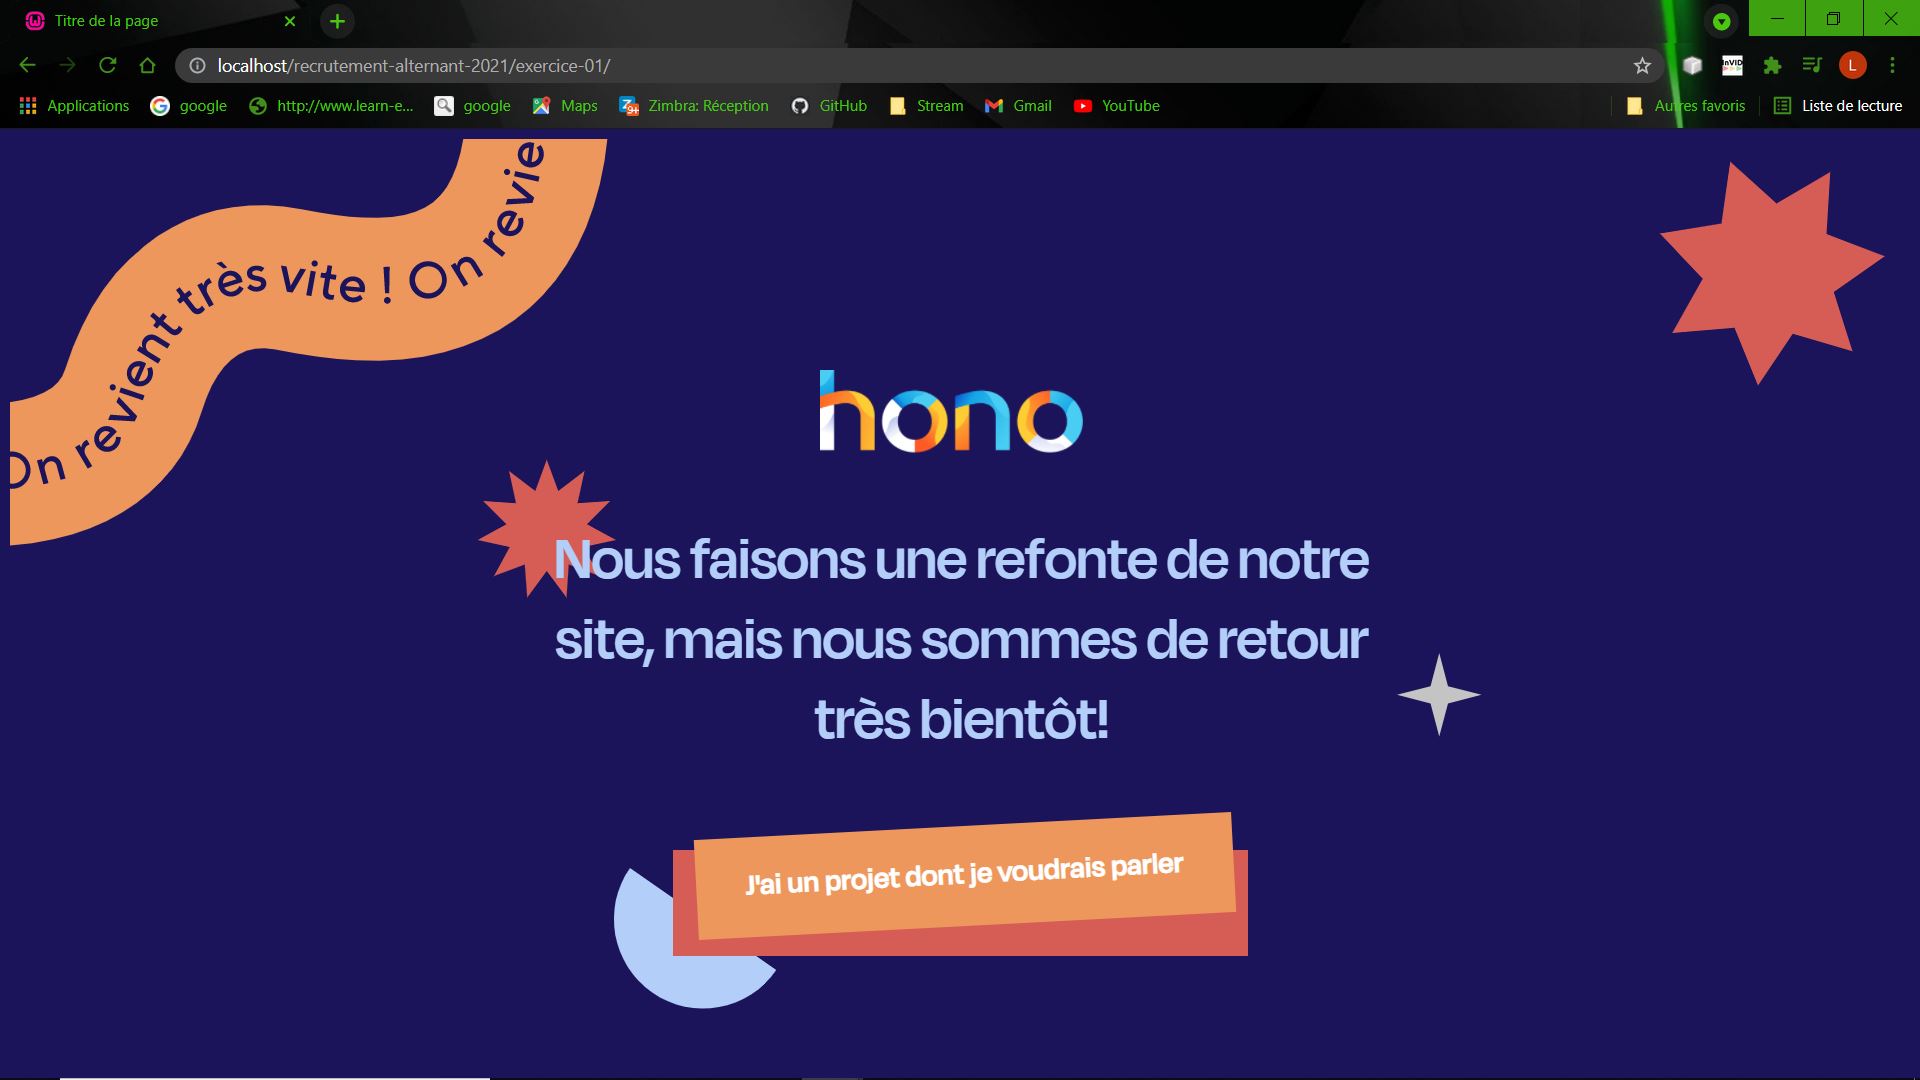 Titre de la page
localhost/recrutement-alternant-2021/exercice-01/
InVID
L
Applications
google
http://www.learn-e...
google
Maps
9+
Zimbra: Réception
GitHub
Stream
Gmail
YouTube
Autres favoris
Liste de lecture
On revient très vite ! On revie
hono
Nous faisons une refonte de notre
site, mais nous sommes de retour
très bientôt!
J'ai un projet dont je voudrais parler